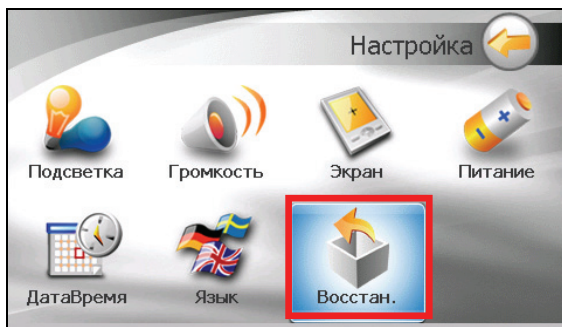 Настройка
Подсветка
Громкость
Экран
Питание
ДатаВремя
Язык
Восстан.